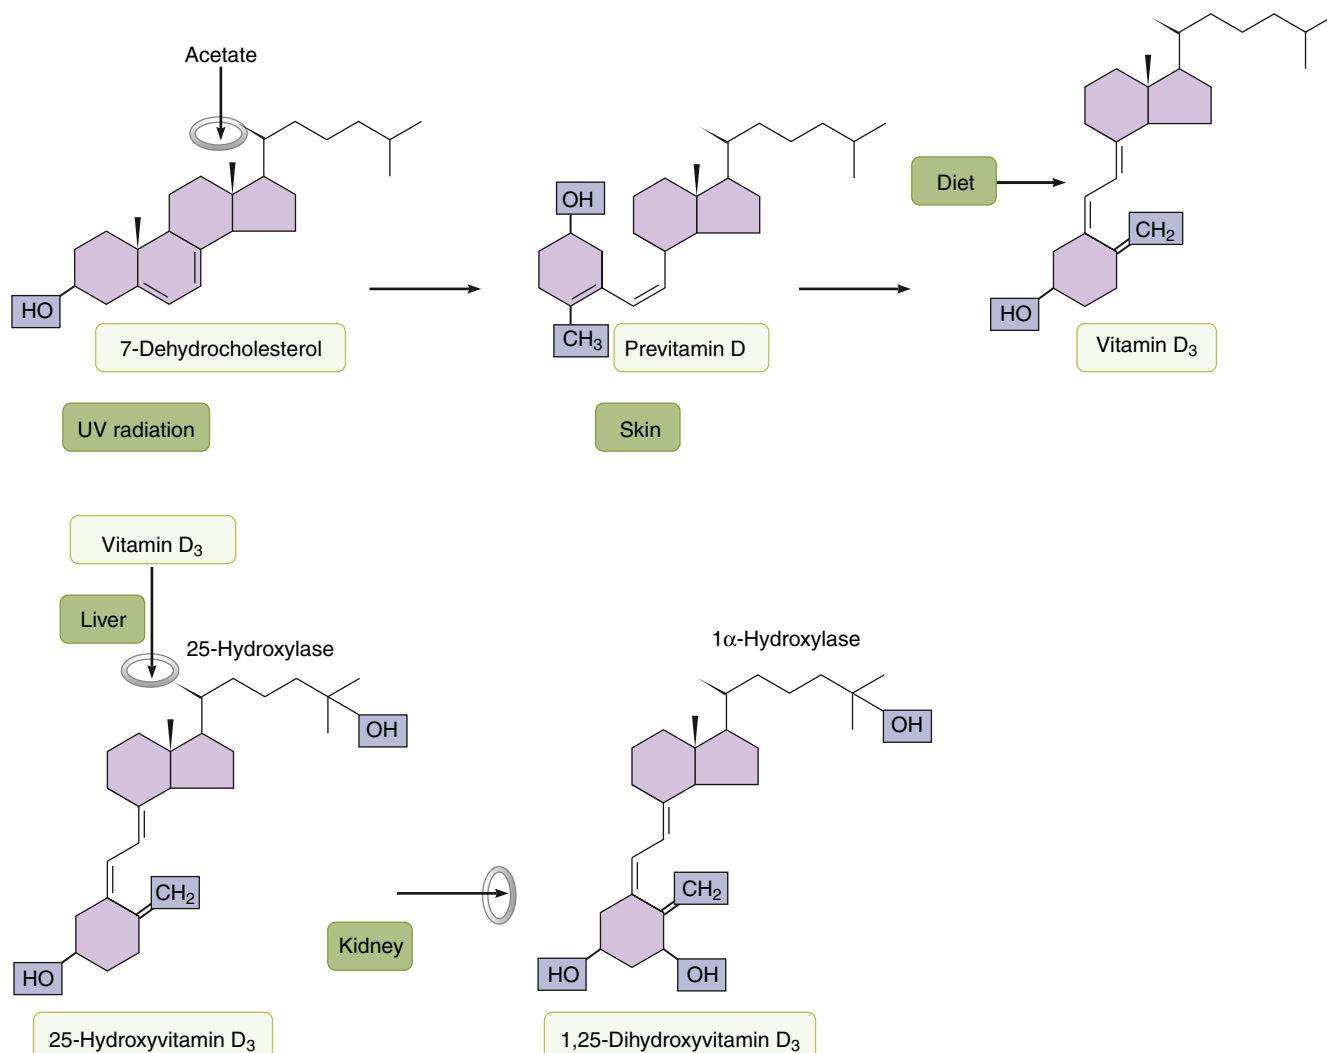 Acetate
HO
7-Dehydrocholesterol
UV radiation
OH
CH₃
Previtamin D
Skin
Diet
CH₂
HO
Vitamin D₃
Vitamin D₃
Liver
25-Hydroxylase
OH
CH₂
HO
25-Hydroxyvitamin D₃
Kidney
1α-Hydroxylase
OH
CH₂
HO
OH
1,25-Dihydroxyvitamin D₃